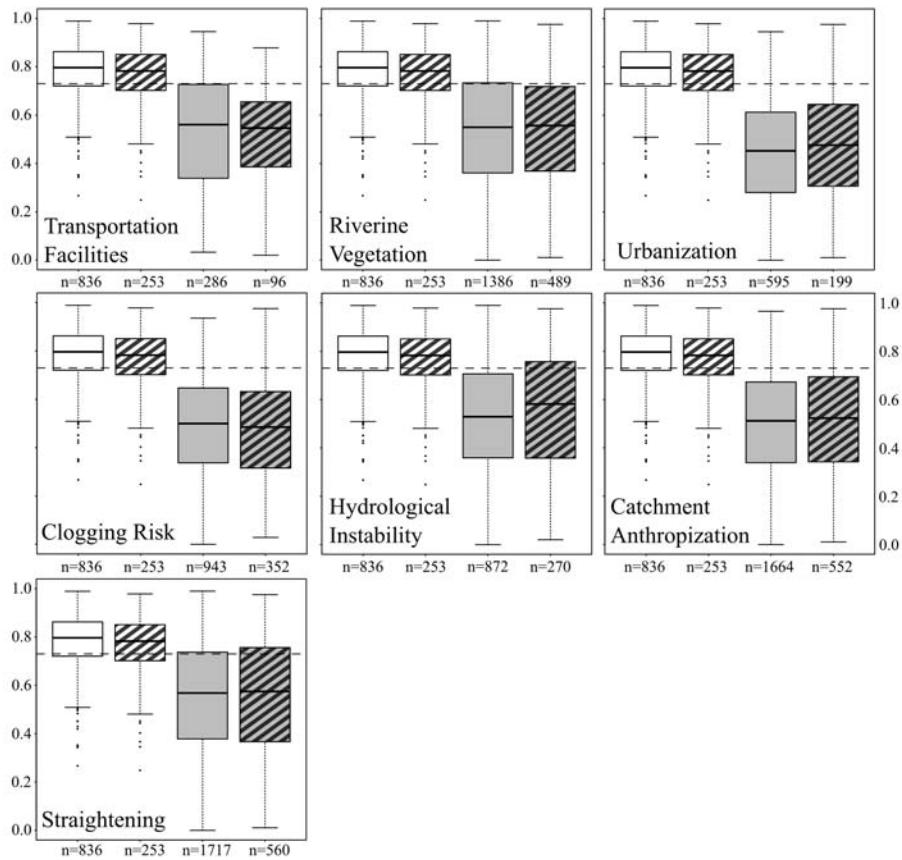 1.0
0.8
0.6
0.4
0.2
0.0
Transportation
Facilities
Riverine
Vegetation
Urbanization
n=836 n=253 n=286 n=96
n=836 n=253 n=1386 n=489
n=836 n=253 n=595 n=199
Clogging Risk
Hydrological
Instability
Catchment
Anthropization
1.0
0.8
0.6
0.4
0.2
0.0
n=836 n=253 n=943 n=352
n=836 n=253 n=872 n=270
n=836 n=253 n=1664 n=552
1.0
0.8
0.6
0.4
0.2
0.0
Straightening
n=836 n=253 n=1717 n=560